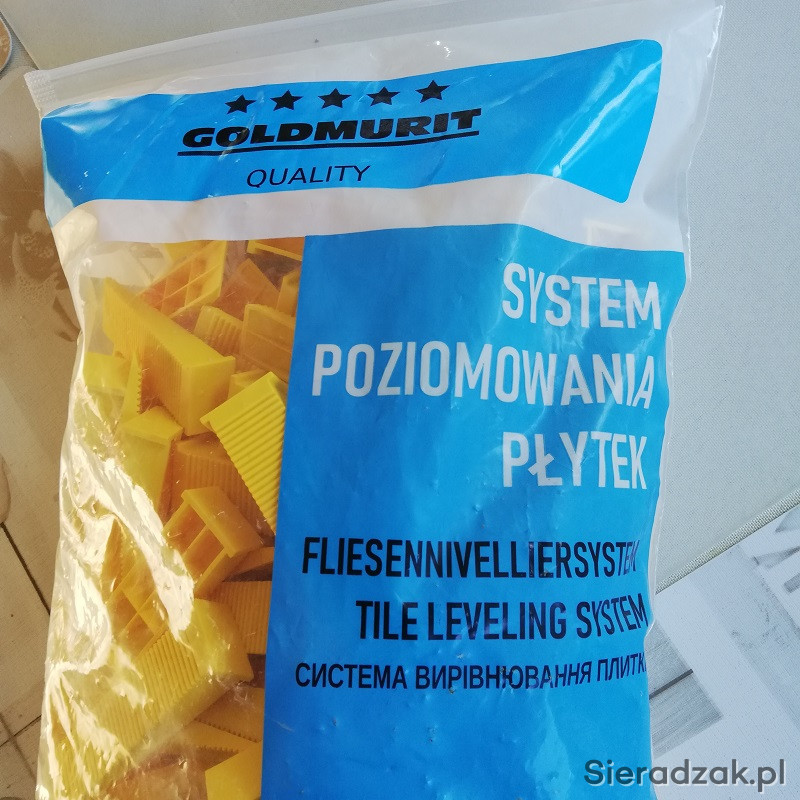 ★★★★★
GOLDMURIT
QUALITY
SYSTEM
POZIOMOWANIA
PŁYTEK
FLIESENNIVELLIERSYSTEM
TILE LEVELING SYSTEM
СИСТЕМА ВИРІВНЮВАННЯ ПЛИТКИ
Sieradzak.pl